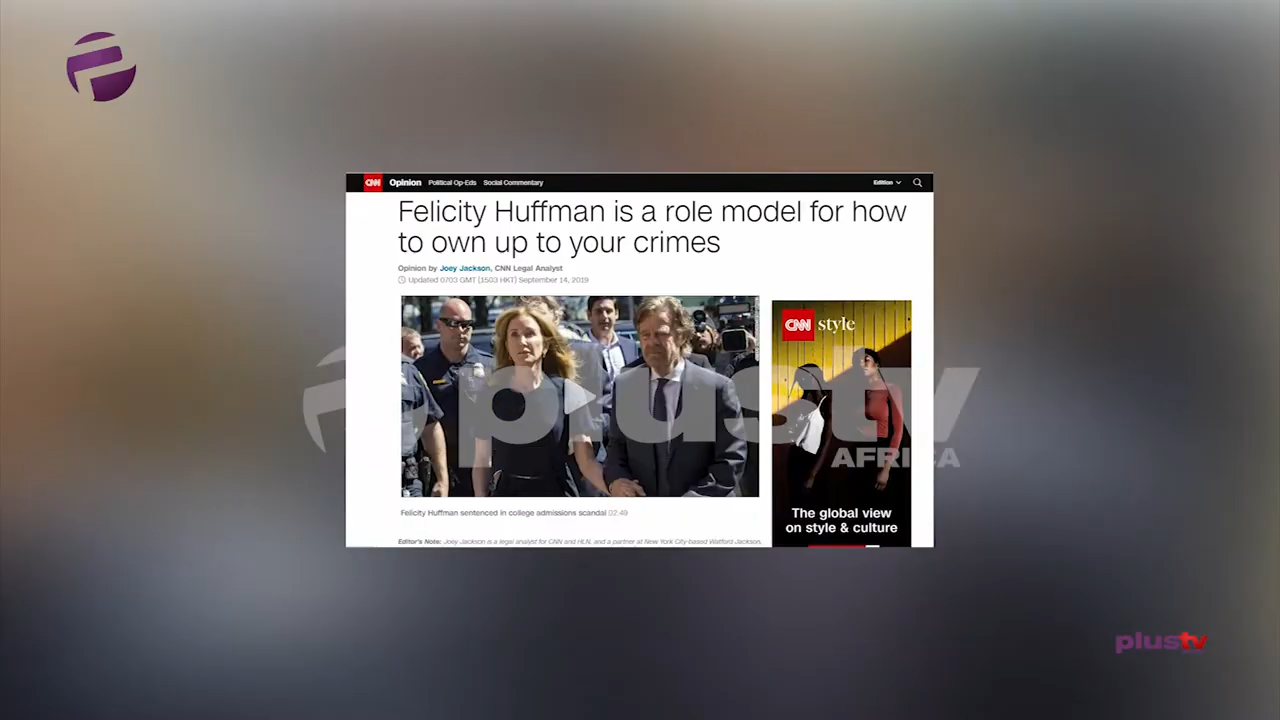 CNN Opinion Political Op-Eds Social Commentary Edition
Felicity Huffman is a role model for how
to own up to your crimes
Opinion by Joey Jackson, CNN Legal Analyst
Updated 0703 GMT (1503 HKT) September 14, 2019
CNN style
plustv
AFRICA
The global view
on style & culture
Felicity Huffman sentenced in college admissions scandal 02:49
Editor's Note: Joey Jackson is a legal analyst for CNN and HLN, and a partner at New York City-based Watford Jackson,
plustv